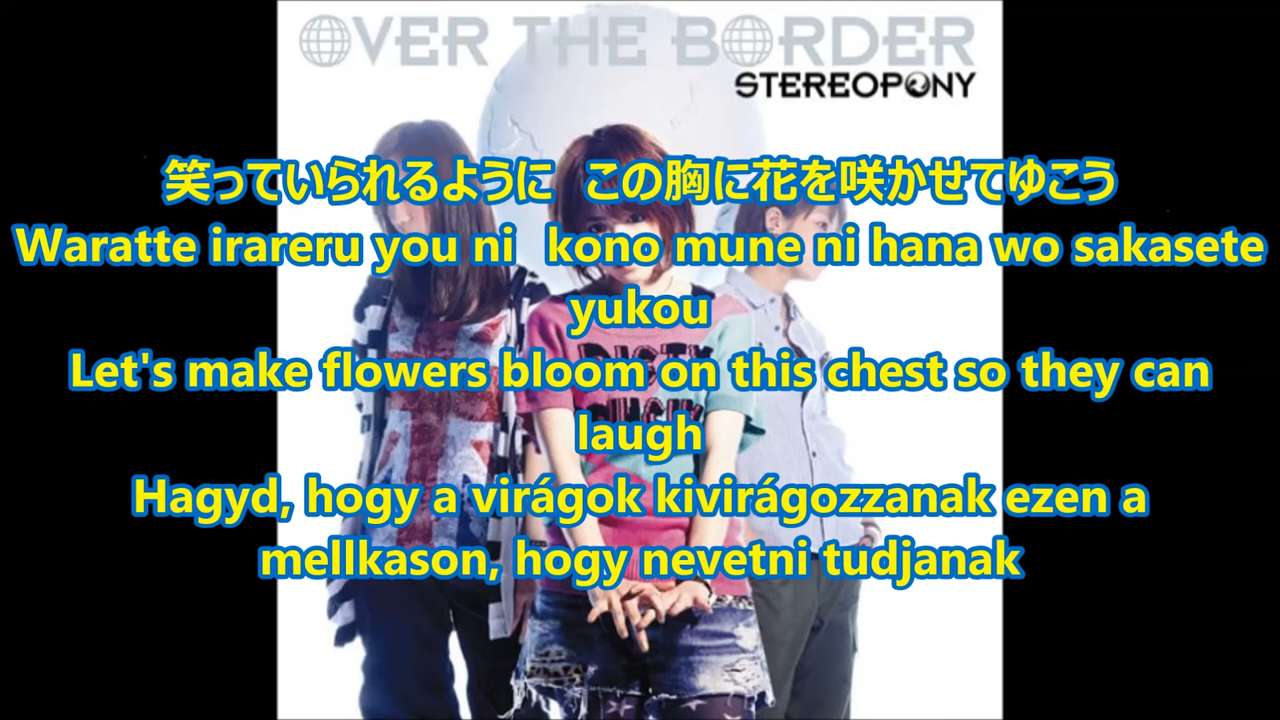 OVER THE BORDER
STEREOPONY
笑っていられるように　この胸に花を咲かせてゆこう
Waratte irareru you ni   kono mune ni hana wo sakasete
yukou
Let's make flowers bloom on this chest so they can
laugh
Hagyd, hogy a virágok kivirágozzanak ezen a
mellkason, hogy nevetni tudjanak